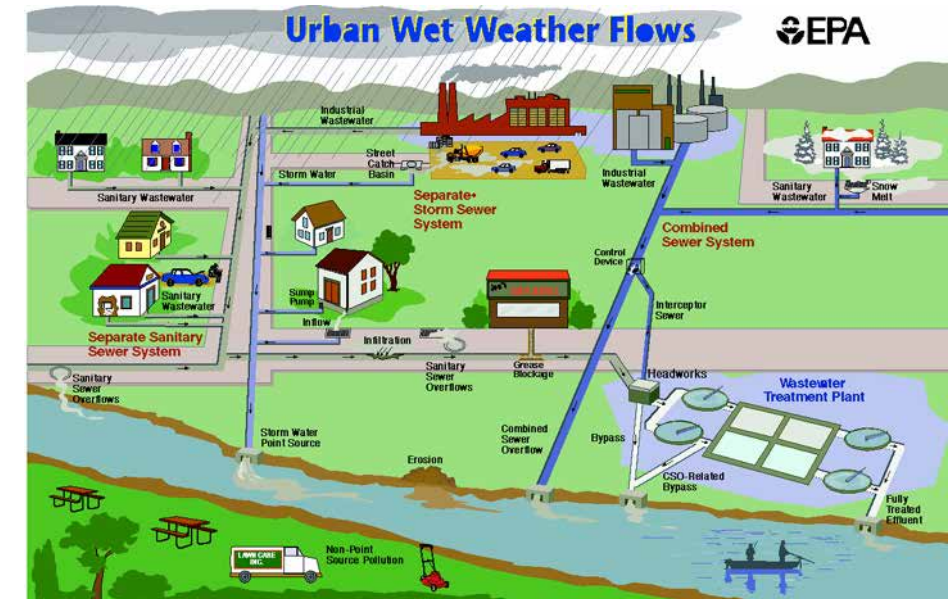 Urban Wet Weather Flows
EPA
Industrial
Wastewater
Street
Catch
Basin
Storm Water
Separate
Storm Sewer
System
Industrial
Wastewater
Sanitary
Wastewater
Snow
Melt
Sanitary Wastewater
Combined
Sewer System
Control
Device
Sanitary
Wastewater
Sump
Pump
Inflow
Interceptor
Sewer
Separate Sanitary
Sewer System
Infiltration
Sanitary
Sewer
Overflows
Sanitary
Sewer
Overflows
Grease
Blockage
Headworks
Wastewater
Treatment Plant
Storm Water
Point Source
Erosion
Combined
Sewer
Overflow
Bypass
CSO-Related
Bypass
Fully
Treated
Effluent
LAWN CARE
INC.
Non-Point
Source Pollution